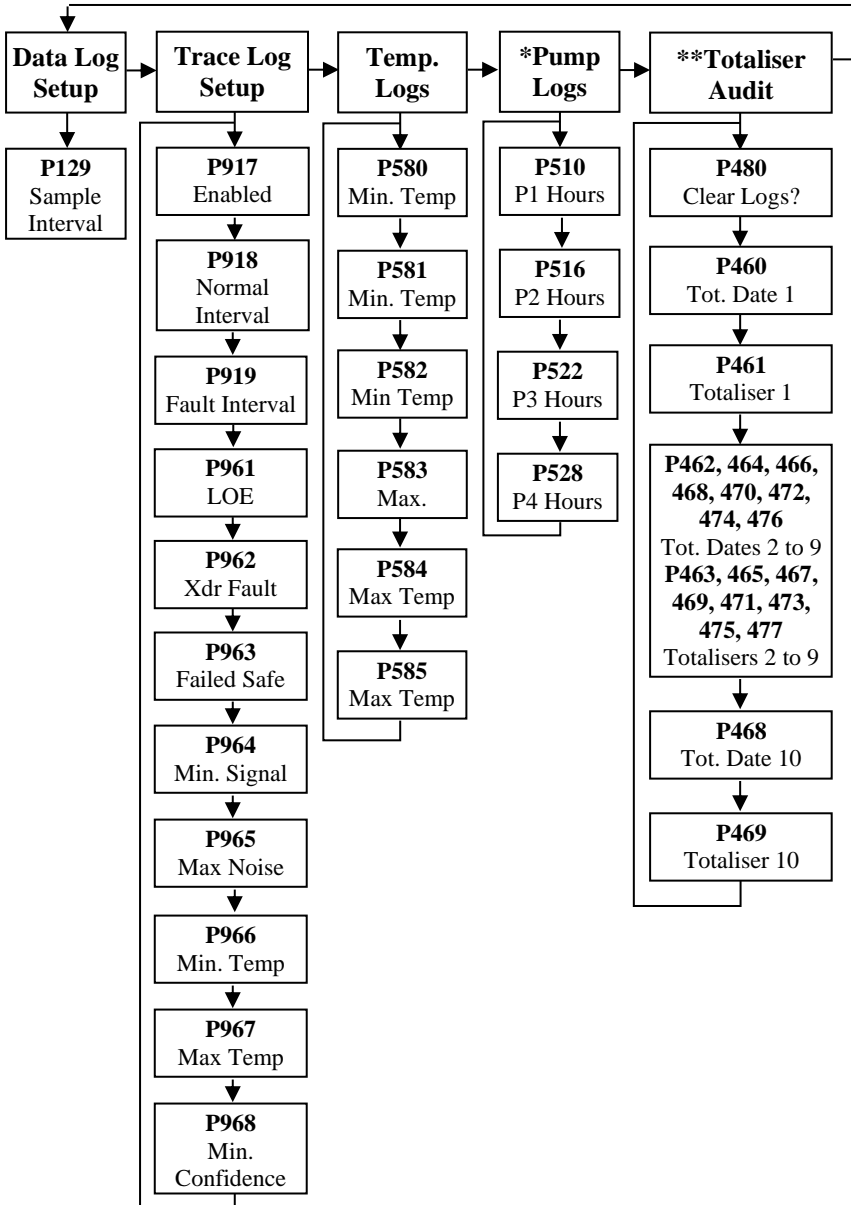 Data Log
Setup
Trace Log
Setup
Temp.
Logs
*Pump
Logs
**Totaliser
Audit
P129
Sample
Interval
P917
Enabled
P918
Normal
Interval
P919
Fault Interval
P961
LOE
P962
Xdr Fault
P963
Failed Safe
P964
Min. Signal
P965
Max Noise
P966
Min. Temp
P967
Max Temp
P968
Min.
Confidence
P580
Min. Temp
P581
Min. Temp
P582
Min Temp
P583
Max.
P584
Max Temp
P585
Max Temp
P510
P1 Hours
P516
P2 Hours
P522
P3 Hours
P528
P4 Hours
P480
Clear Logs?
P460
Tot. Date 1
P461
Totaliser 1
P462, 464, 466,
468, 470, 472,
474, 476
Tot. Dates 2 to 9
P463, 465, 467,
469, 471, 473,
475, 477
Totalisers 2 to 9
P468
Tot. Date 10
P469
Totaliser 10